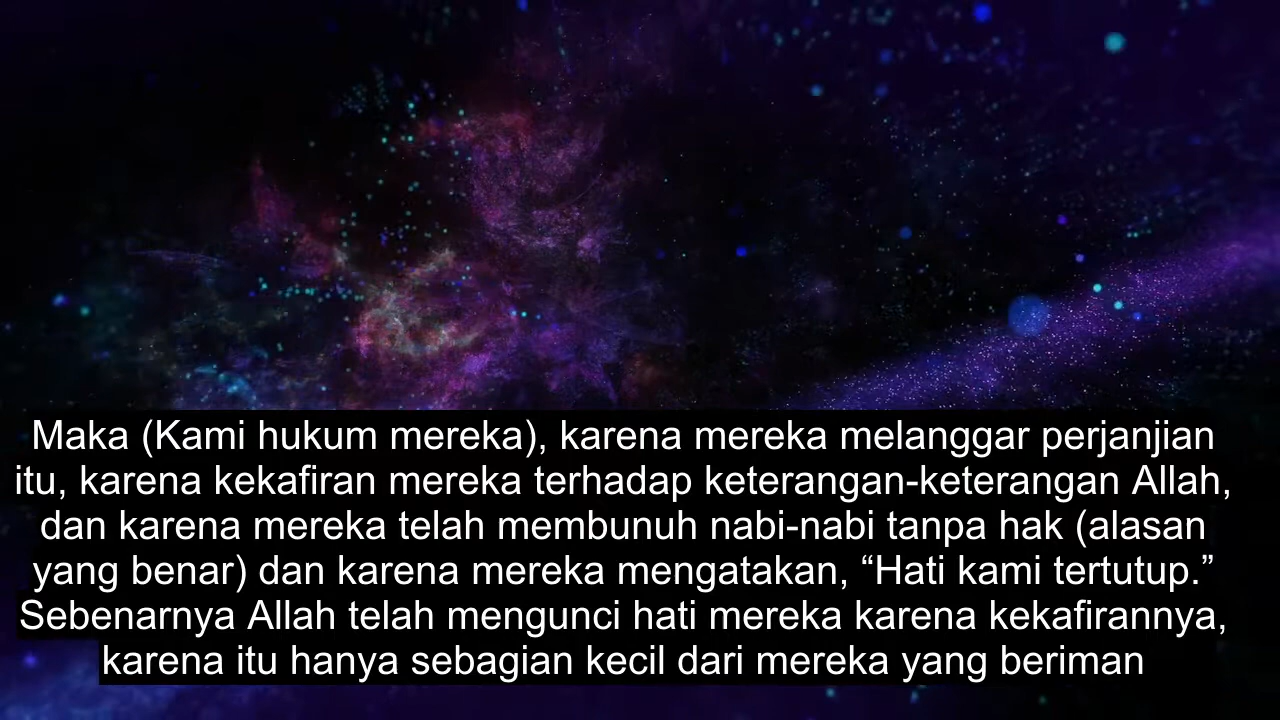 Maka (Kami hukum mereka), karena mereka melanggar perjanjian
itu, karena kekafiran mereka terhadap keterangan-keterangan Allah,
dan karena mereka telah membunuh nabi-nabi tanpa hak (alasan
yang benar) dan karena mereka mengatakan, “Hati kami tertutup.”
Sebenarnya Allah telah mengunci hati mereka karena kekafirannya,
karena itu hanya sebagian kecil dari mereka yang beriman